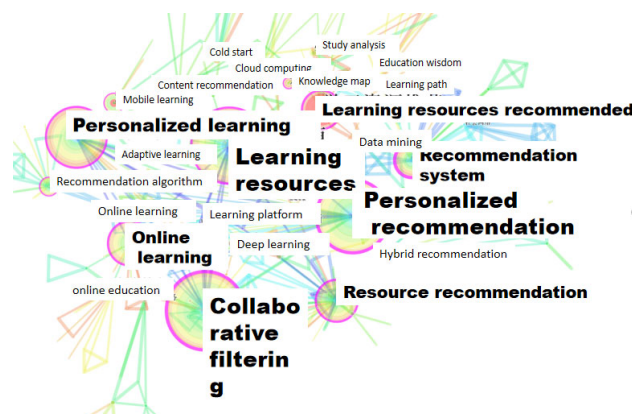 Cold start
Study analysis
Cloud computing
Education wisdom
Content recommendation
Knowledge map
Learning path
Mobile learning
Learning resources recommended
Personalized learning
Data mining
Adaptive learning
Learning
resources
Recommendation
system
Recommendation algorithm
Personalized
recommendation
Online learning
Learning platform
Online
learning
Deep learning
Hybrid recommendation
online education
Resource recommendation
Collabo
rative
filterin
g